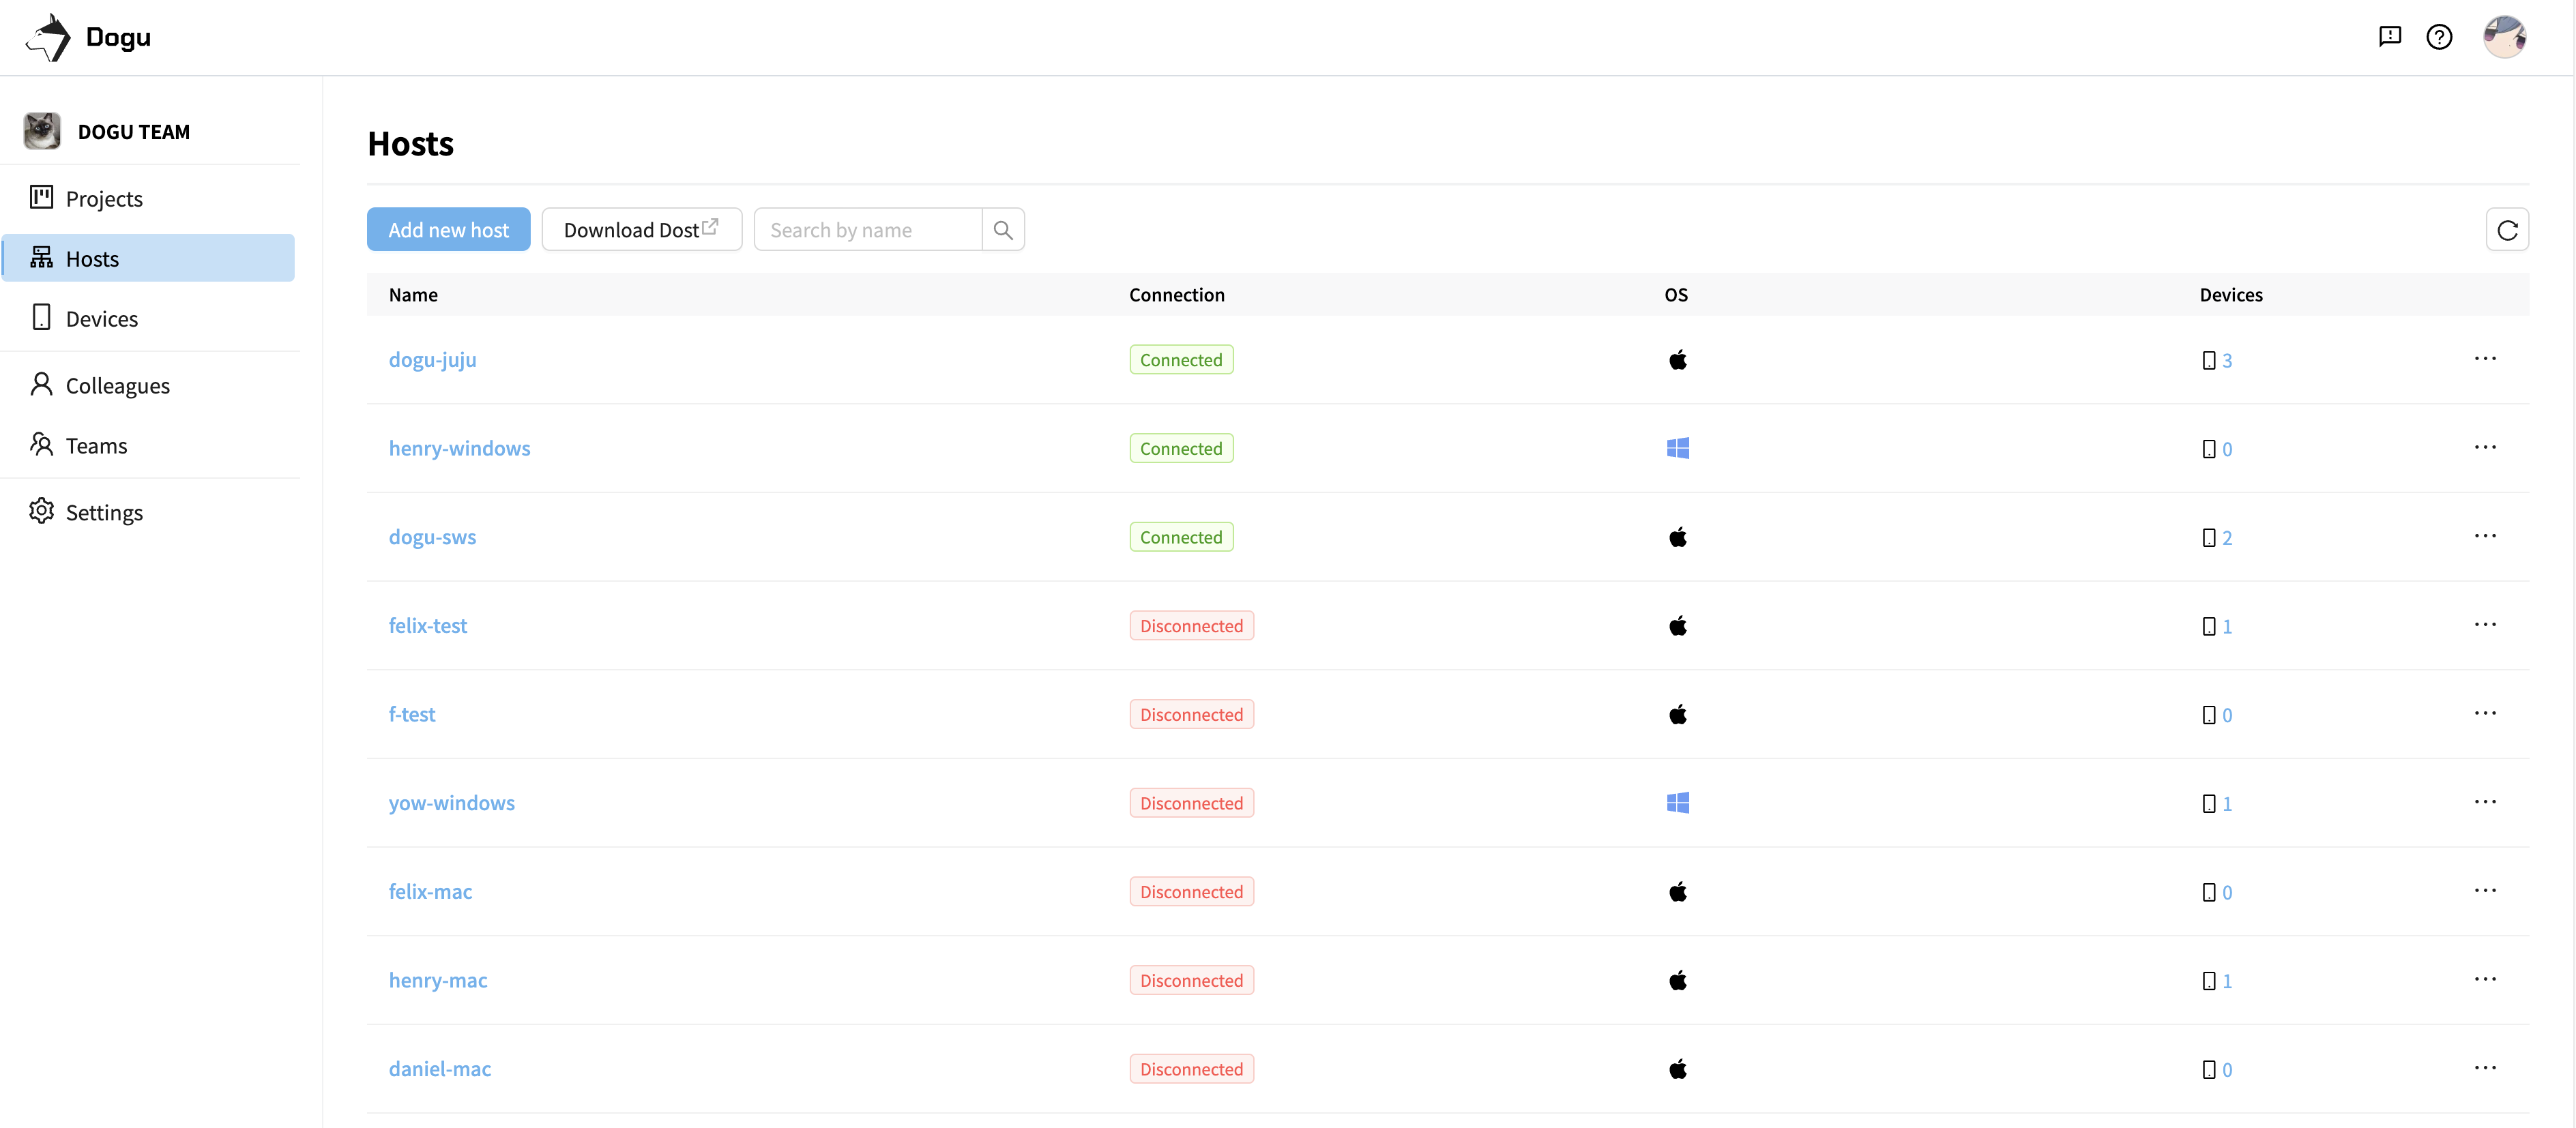 Dogu
DOGU TEAM
Projects
Hosts
Devices
Colleagues
Teams
Settings
Hosts
Add new host
Download Dost
Search by name
Name Connection OS Devices
dogu-juju Connected 3
henry-windows Connected 0
dogu-sws Connected 2
felix-test Disconnected 1
f-test Disconnected 0
yow-windows Disconnected 1
felix-mac Disconnected 0
henry-mac Disconnected 1
daniel-mac Disconnected 0